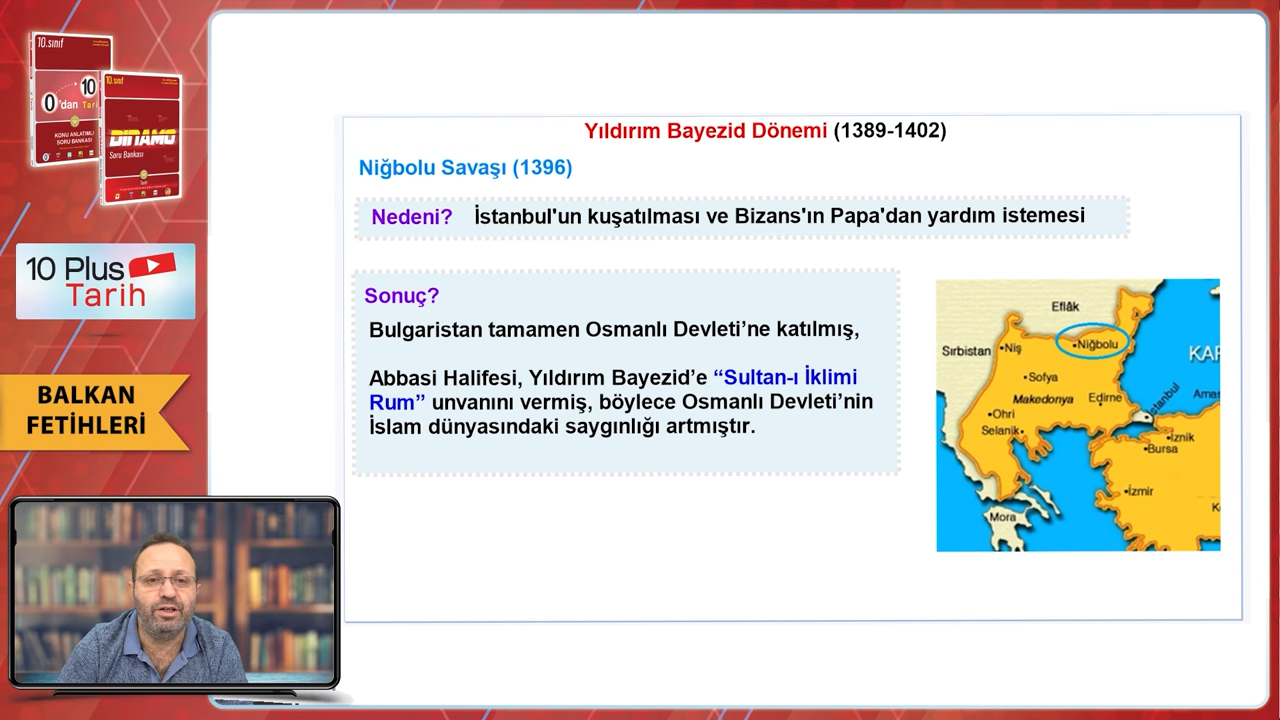 10.sınıf
0'dan 10
Tarih
KONU ANLATIMLI
SORU BANKASI
10.sınıf
DİNAMO
Soru Bankası
Tarih
10 Plus
Tarih
BALKAN
FETİHLERİ
Yıldırım Bayezid Dönemi (1389-1402)
Niğbolu Savaşı (1396)
Nedeni? İstanbul'un kuşatılması ve Bizans'ın Papa'dan yardım istemesi
Sonuç?
Bulgaristan tamamen Osmanlı Devleti’ne katılmış,
Abbasi Halifesi, Yıldırım Bayezid’e “Sultan-ı İklimi
Rum” unvanını vermiş, böylece Osmanlı Devleti’nin
İslam dünyasındaki saygınlığı artmıştır.
Eflâk
Sırbistan
Niş
Niğbolu
KAR
Sofya
Makedonya
Edirne
İstanbul
Amas
Ohri
Selanik
İznik
Bursa
İzmir
Mora